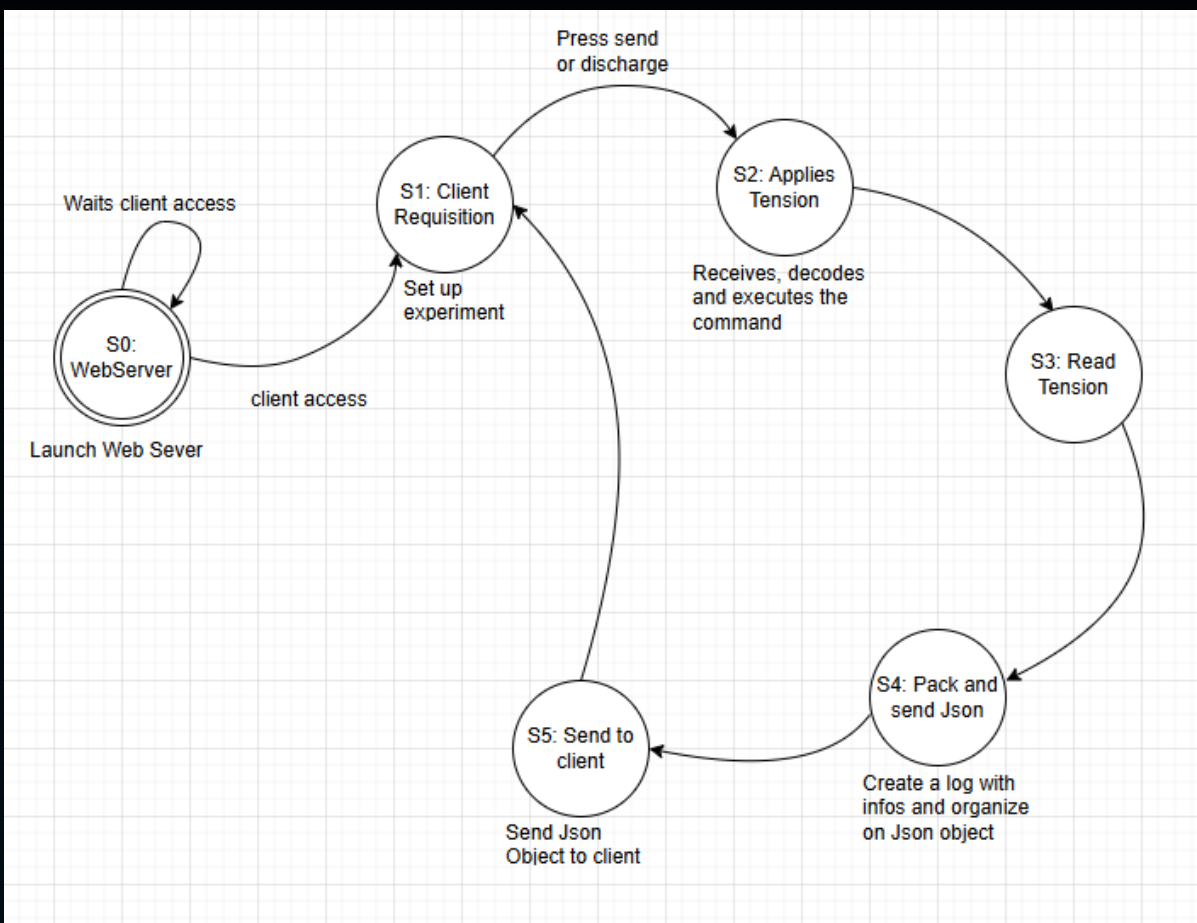 Press send
or discharge
S1: Client
Requisition
S2: Applies
Tension
Waits client access
Receives, decodes
and executes the
command
Set up
experiment
S0:
WebServer
S3: Read
Tension
client access
Launch Web Sever
S4: Pack and
send Json
S5: Send to
client
Create a log with
infos and organize
on Json object
Send Json
Object to client